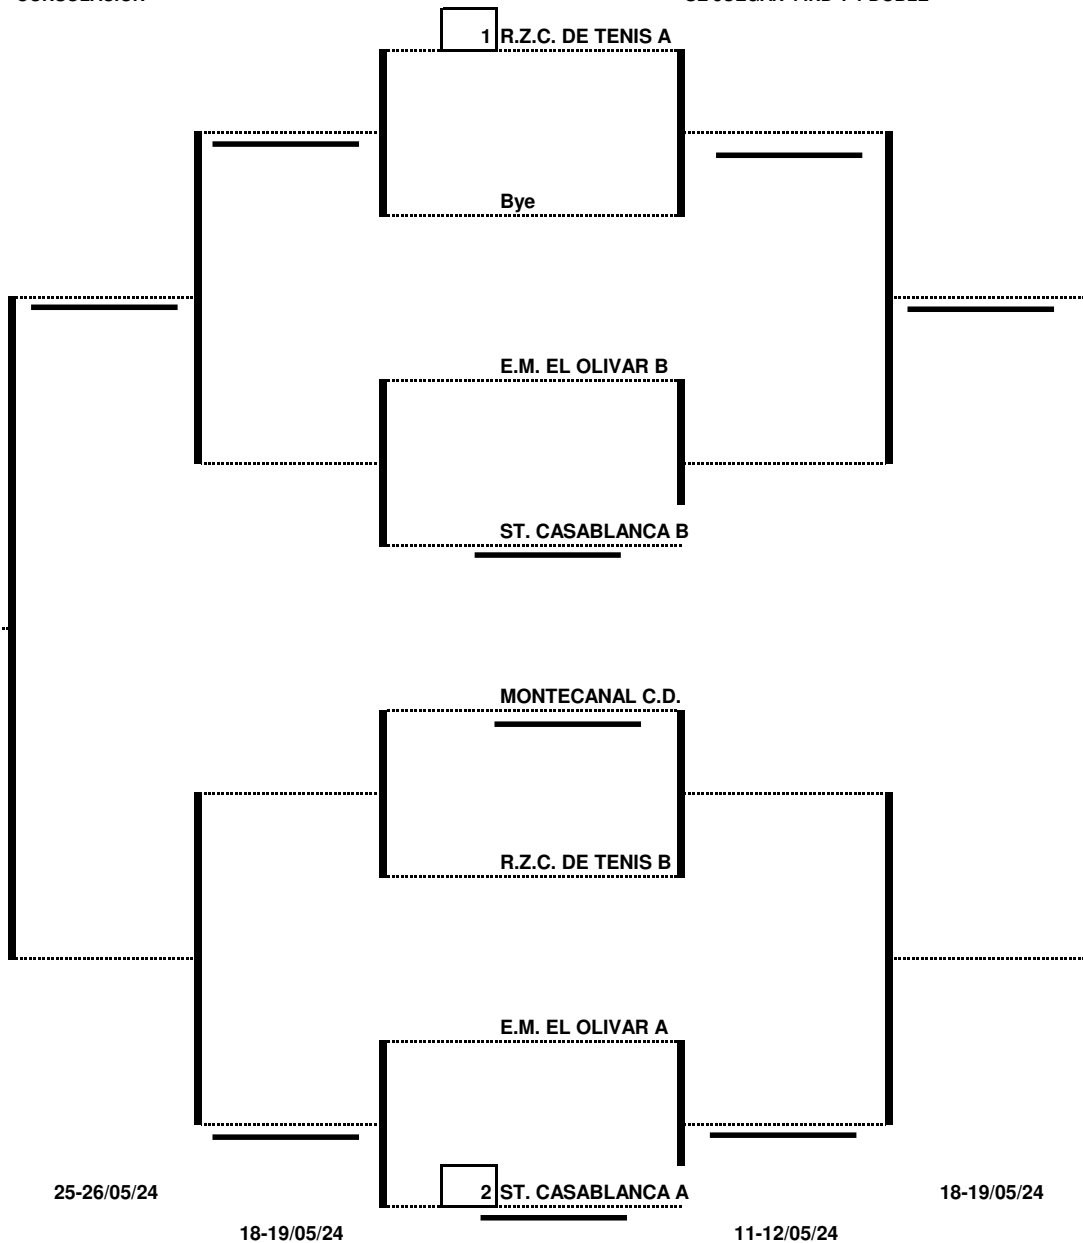 1 R.Z.C. DE TENIS A
Bye
E.M. EL OLIVAR B
ST. CASABLANCA B
MONTECANAL C.D.
R.Z.C. DE TENIS B
E.M. EL OLIVAR A
25-26/05/24
2 ST. CASABLANCA A
18-19/05/24
18-19/05/24
11-12/05/24